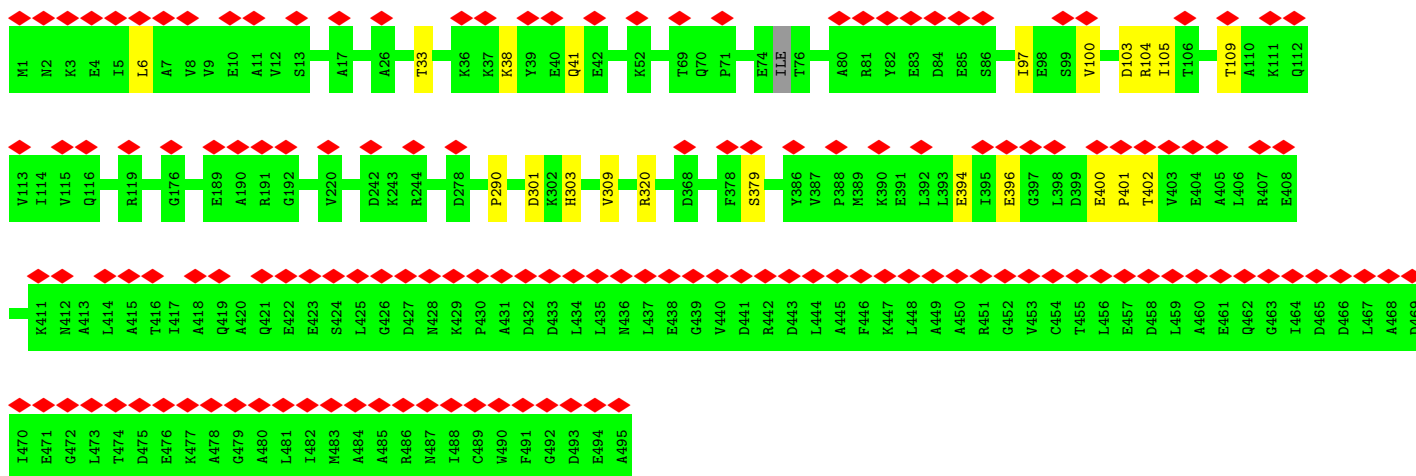 M1 N2 K3 E4 I5 L6 A7 V8 V9 E10 A11 V12 S13 A17 A26 T33 K36 K37 K38 Y39 E40 Q41 E42 K52 T69 Q70 P71 E74 ILE T76 A80 R81 Y82 E83 D84 E85 S86 I97 E98 S99 V100 D103 R104 I105 T106 T109 A110 K111 Q112
V113 I114 V115 Q116 R119 G176 E189 A190 R191 G192 V220 D242 K243 R244 D278 P290 D301 K302 H303 V309 R320 D368 F378 S379 Y386 V387 P388 M389 K390 E391 L392 L393 E394 I395 E396 G397 L398 D399 E400 P401 T402 V403 E404 A405 L406 R407 E408
K411 N412 A413 L414 A415 T416 I417 A418 Q419 A420 Q421 E422 E423 S424 L425 G426 D427 N428 K429 P430 A431 D432 D433 L434 L435 N436 L437 E438 G439 V440 D441 R442 D443 L444 A445 F446 K447 L448 A449 A450 R451 G452 V453 C454 T455 L456 E457 D458 L459 A460 E461 Q462 G463 I464 D465 D466 L467 A468 D469
I470 E471 G472 L473 T474 D475 E476 K477 A478 G479 A480 L481 I482 M483 A484 A485 R486 N487 I488 C489 W490 F491 G492 D493 E494 A495